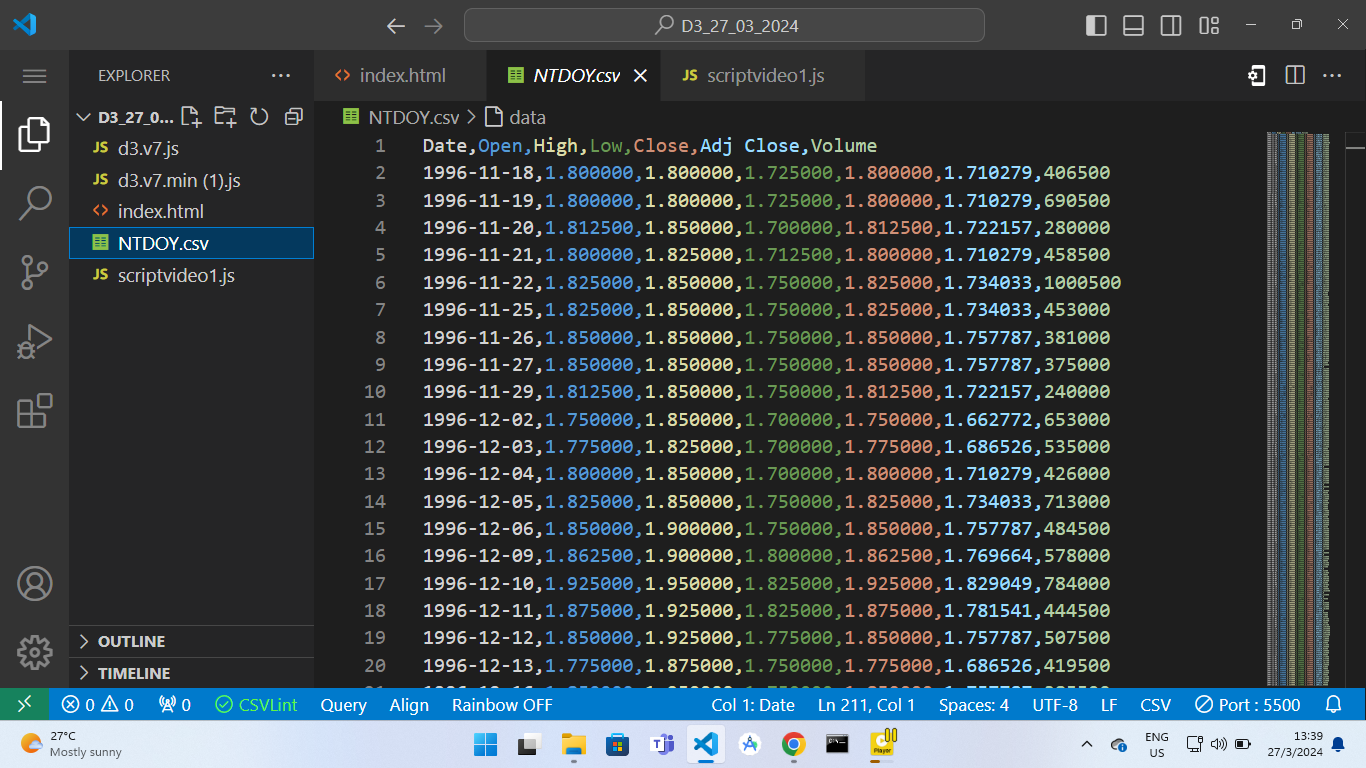 D3_27_03_2024
EXPLORER
index.html
NTDOY.csv
JS scriptvideo1.js
D3_27_0...
JS d3.v7.js
JS d3.v7.min (1).js
index.html
NTDOY.csv
JS scriptvideo1.js
OUTLINE
TIMELINE
NTDOY.csv > data
1 Date,Open,High,Low,Close,Adj Close,Volume
2 1996-11-18,1.800000,1.800000,1.725000,1.800000,1.710279,406500
3 1996-11-19,1.800000,1.800000,1.725000,1.800000,1.710279,690500
4 1996-11-20,1.812500,1.850000,1.700000,1.812500,1.722157,280000
5 1996-11-21,1.800000,1.825000,1.712500,1.800000,1.710279,458500
6 1996-11-22,1.825000,1.850000,1.750000,1.825000,1.734033,1000500
7 1996-11-25,1.825000,1.850000,1.750000,1.825000,1.734033,453000
8 1996-11-26,1.850000,1.850000,1.750000,1.850000,1.757787,381000
9 1996-11-27,1.850000,1.850000,1.750000,1.850000,1.757787,375000
10 1996-11-29,1.812500,1.850000,1.750000,1.812500,1.722157,240000
11 1996-12-02,1.750000,1.850000,1.700000,1.750000,1.662772,653000
12 1996-12-03,1.775000,1.825000,1.700000,1.775000,1.686526,535000
13 1996-12-04,1.800000,1.850000,1.700000,1.800000,1.710279,426000
14 1996-12-05,1.825000,1.850000,1.750000,1.825000,1.734033,713000
15 1996-12-06,1.850000,1.900000,1.750000,1.850000,1.757787,484500
16 1996-12-09,1.862500,1.900000,1.800000,1.862500,1.769664,578000
17 1996-12-10,1.925000,1.950000,1.825000,1.925000,1.829049,784000
18 1996-12-11,1.875000,1.925000,1.825000,1.875000,1.781541,444500
19 1996-12-12,1.850000,1.925000,1.775000,1.850000,1.757787,507500
20 1996-12-13,1.775000,1.875000,1.750000,1.775000,1.686526,419500
0 0 0 CSVLint Query Align Rainbow OFF Col 1: Date Ln 211, Col 1 Spaces: 4 UTF-8 LF CSV Port : 5500
27°C
Mostly sunny
Player
ENG
US
13:39
27/3/2024